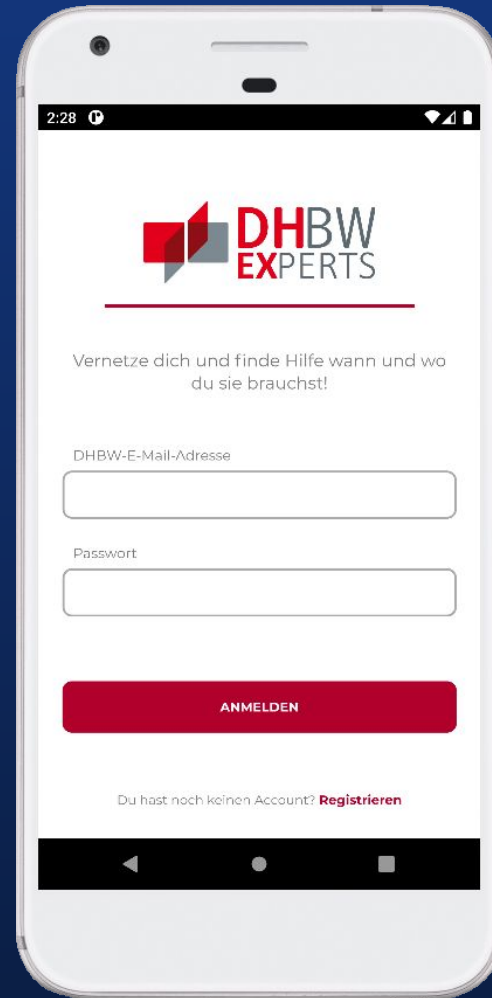 2:28
DHBW
EXPERTS
Vernetze dich und finde Hilfe wann und wo
du sie brauchst!
DHBW-E-Mail-Adresse
Passwort
ANMELDEN
Du hast noch keinen Account? Registrieren